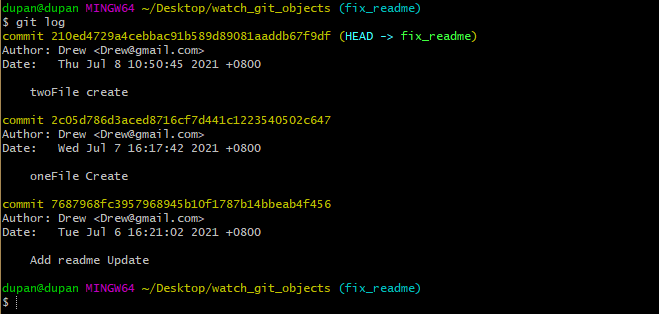 dupan@dupan MINGW64 ~/Desktop/watch_git_objects (fix_readme)
$ git log
commit 210ed4729a4cebbac91b589d89081aaddb67f9df (HEAD -> fix_readme)
Author: Drew <Drew@gmail.com>
Date:   Thu Jul 8 10:50:45 2021 +0800
    twoFile create
commit 2c05d786d3aced8716cf7d441c1223540502c647
Author: Drew <Drew@gmail.com>
Date:   Wed Jul 7 16:17:42 2021 +0800
    oneFile Create
commit 7687968fc3957968945b10f1787b14bbeab4f456
Author: Drew <Drew@gmail.com>
Date:   Tue Jul 6 16:21:02 2021 +0800
    Add readme Update
dupan@dupan MINGW64 ~/Desktop/watch_git_objects (fix_readme)
$